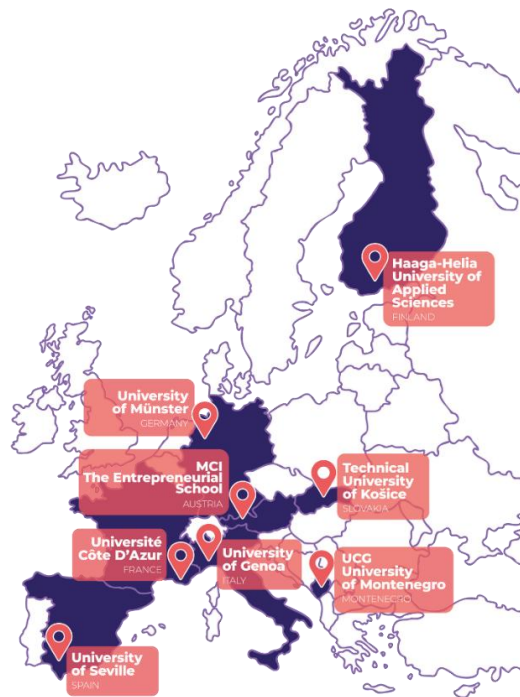 Haaga-Helia
University of
Applied
Sciences
FINLAND
University
of Münster
GERMANY
MCI
The Entrepreneurial
School
AUSTRIA
Technical
University
of Košice
SLOVAKIA
Université
Côte D'Azur
FRANCE
University
of Genoa
ITALY
UCG
University
of Montenegro
MONTENEGRO
University
of Seville
SPAIN